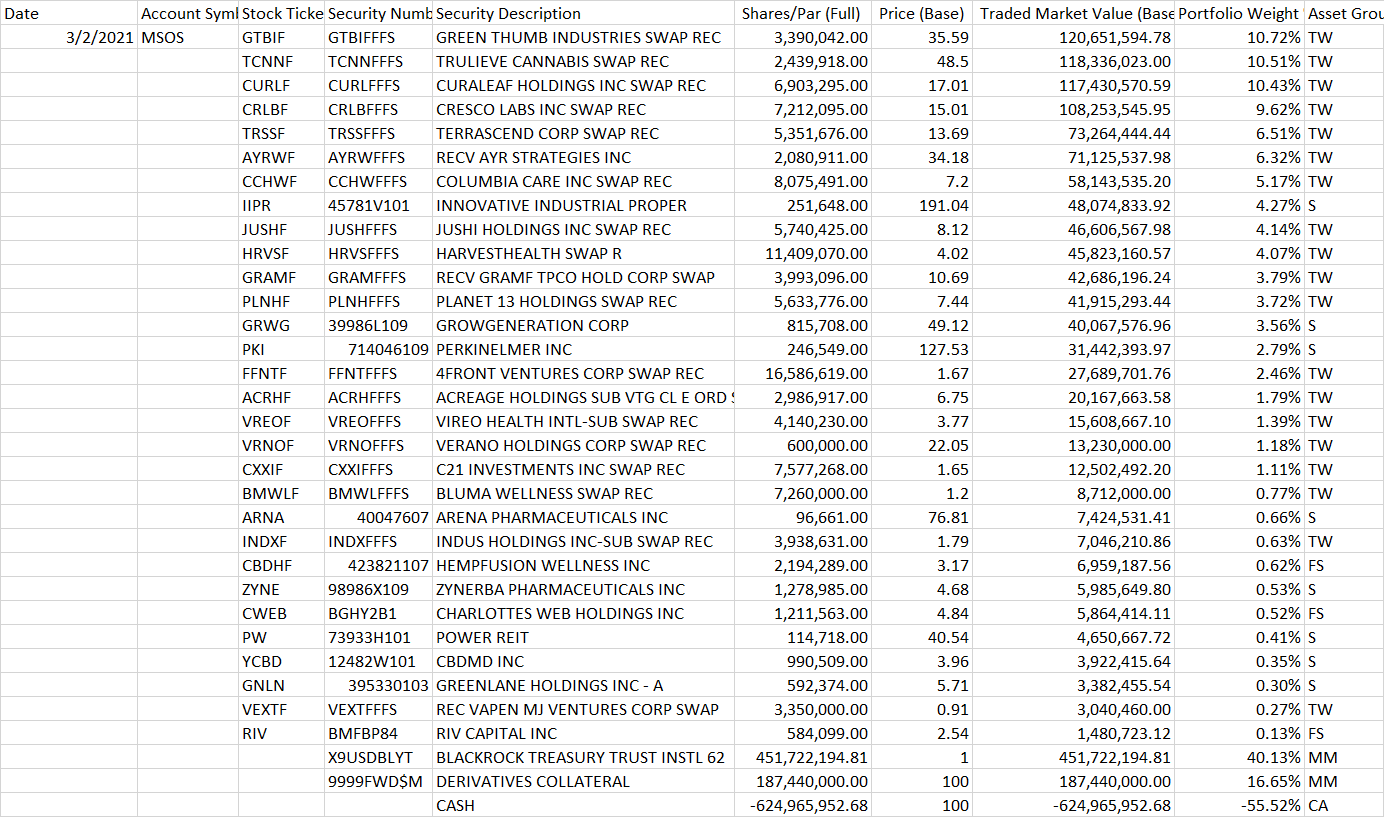 Date Account Symb Stock Ticke Security Numb Security Description Shares/Par (Full) Price (Base) Traded Market Value (Base Portfolio Weight Asset Grou
3/2/2021 MSOS GTBIF GTBIFFFS GREEN THUMB INDUSTRIES SWAP REC 3,390,042.00 35.59 120,651,594.78 10.72% TW
TCNNF TCNNFFFS TRULIEVE CANNABIS SWAP REC 2,439,918.00 48.5 118,336,023.00 10.51% TW
CURLF CURLFFFS CURALEAF HOLDINGS INC SWAP REC 6,903,295.00 17.01 117,430,570.59 10.43% TW
CRLBF CRLBFFFS CRESCO LABS INC SWAP REC 7,212,095.00 15.01 108,253,545.95 9.62% TW
TRSSF TRSSFFFS TERRASCEND CORP SWAP REC 5,351,676.00 13.69 73,264,444.44 6.51% TW
AYRWF AYRWFFFS RECV AYR STRATEGIES INC 2,080,911.00 34.18 71,125,537.98 6.32% TW
CCHWF CCHWFFFS COLUMBIA CARE INC SWAP REC 8,075,491.00 7.2 58,143,535.20 5.17% TW
IIPR 45781V101 INNOVATIVE INDUSTRIAL PROPER 251,648.00 191.04 48,074,833.92 4.27% S
JUSHF JUSHFFFS JUSHI HOLDINGS INC SWAP REC 5,740,425.00 8.12 46,606,567.98 4.14% TW
HRVSF HRVSFFFS HARVESTHEALTH SWAP R 11,409,070.00 4.02 45,823,160.57 4.07% TW
GRAMF GRAMFFFS RECV GRAMF TPCO HOLD CORP SWAP 3,993,096.00 10.69 42,686,196.24 3.79% TW
PLNHF PLNHFFFS PLANET 13 HOLDINGS SWAP REC 5,633,776.00 7.44 41,915,293.44 3.72% TW
GRWG 39986L109 GROWGENERATION CORP 815,708.00 49.12 40,067,576.96 3.56% S
PKI 714046109 PERKINELMER INC 246,549.00 127.53 31,442,393.97 2.79% S
FFNTF FFNTFFFS 4FRONT VENTURES CORP SWAP REC 16,586,619.00 1.67 27,689,701.76 2.46% TW
ACRHF ACRHFFFS ACREAGE HOLDINGS SUB VTG CL E ORD S 2,986,917.00 6.75 20,167,663.58 1.79% TW
VREOF VREOFFFS VIREO HEALTH INTL-SUB SWAP REC 4,140,230.00 3.77 15,608,667.10 1.39% TW
VRNOF VRNOFFFS VERANO HOLDINGS CORP SWAP REC 600,000.00 22.05 13,230,000.00 1.18% TW
CXXIF CXXIFFFS C21 INVESTMENTS INC SWAP REC 7,577,268.00 1.65 12,502,492.20 1.11% TW
BMWLF BMWLFFFS BLUMA WELLNESS SWAP REC 7,260,000.00 1.2 8,712,000.00 0.77% TW
ARNA 40047607 ARENA PHARMACEUTICALS INC 96,661.00 76.81 7,424,531.41 0.66% S
INDXF INDXFFFS INDUS HOLDINGS INC-SUB SWAP REC 3,938,631.00 1.79 7,046,210.86 0.63% TW
CBDHF 423821107 HEMPFUSION WELLNESS INC 2,194,289.00 3.17 6,959,187.56 0.62% FS
ZYNE 98986X109 ZYNERBA PHARMACEUTICALS INC 1,278,985.00 4.68 5,985,649.80 0.53% S
CWEB BGHY2B1 CHARLOTTES WEB HOLDINGS INC 1,211,563.00 4.84 5,864,414.11 0.52% FS
PW 73933H101 POWER REIT 114,718.00 40.54 4,650,667.72 0.41% S
YCBD 12482W101 CBDMD INC 990,509.00 3.96 3,922,415.64 0.35% S
GNLN 395330103 GREENLANE HOLDINGS INC - A 592,374.00 5.71 3,382,455.54 0.30% S
VEXTF VEXTFFFS REC VAPEN MJ VENTURES CORP SWAP 3,350,000.00 0.91 3,040,460.00 0.27% TW
RIV BMFBP84 RIV CAPITAL INC 584,099.00 2.54 1,480,723.12 0.13% FS
X9USDBLYT BLACKROCK TREASURY TRUST INSTL 62 451,722,194.81 1 451,722,194.81 40.13% MM
9999FWD$M DERIVATIVES COLLATERAL 187,440,000.00 100 187,440,000.00 16.65% MM
CASH -624,965,952.68 100 -624,965,952.68 -55.52% CA